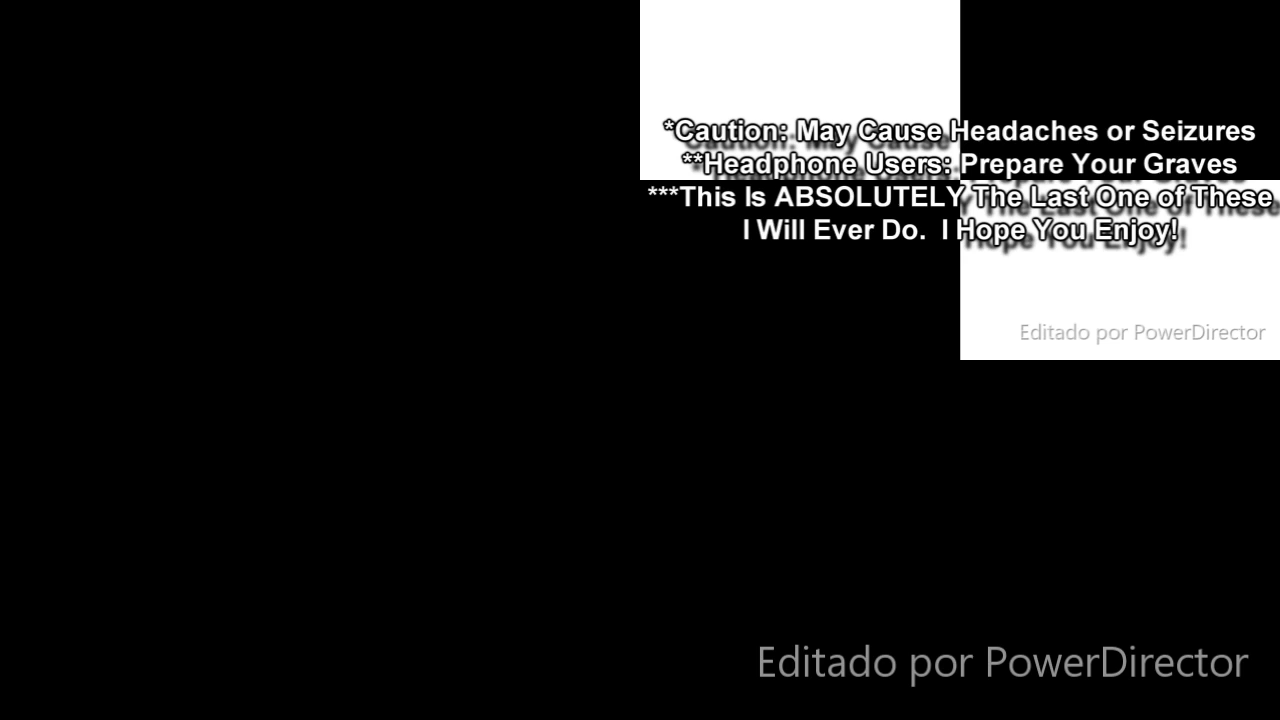 *Caution: May Cause Headaches or Seizures
**Headphone Users: Prepare Your Graves
***This Is ABSOLUTELY The Last One of These
I Will Ever Do.  I Hope You Enjoy!
Editado por PowerDirector
Editado por PowerDirector